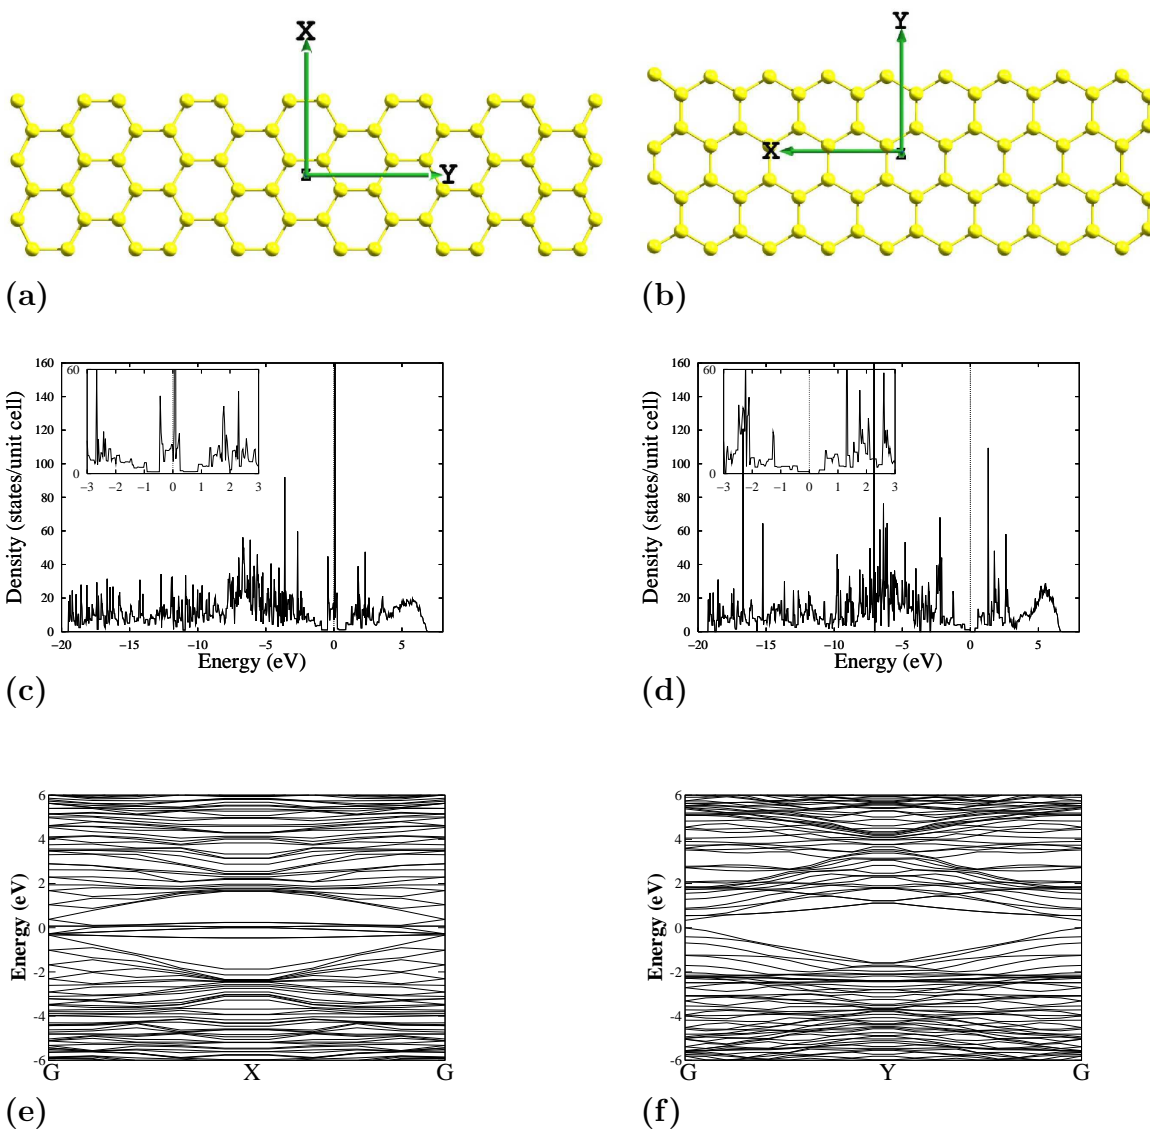 X
Y
Y
X
Z
(a)
(b)
Density (states/unit cell)
160
140
120
100
80
60
40
20
0
60
0
−3 −2 −1 0 1 2 3
−20 −15 −10 −5 0 5
Energy (eV)
(c)
Density (states/unit cell)
160
140
120
100
80
60
40
20
0
60
0
−3 −2 −1 0 1 2 3
−20 −15 −10 −5 0 5
Energy (eV)
(d)
Energy (eV)
6
4
2
0
-2
-4
-6
G X G
(e)
Energy (eV)
6
4
2
0
-2
-4
-6
G Y G
(f)